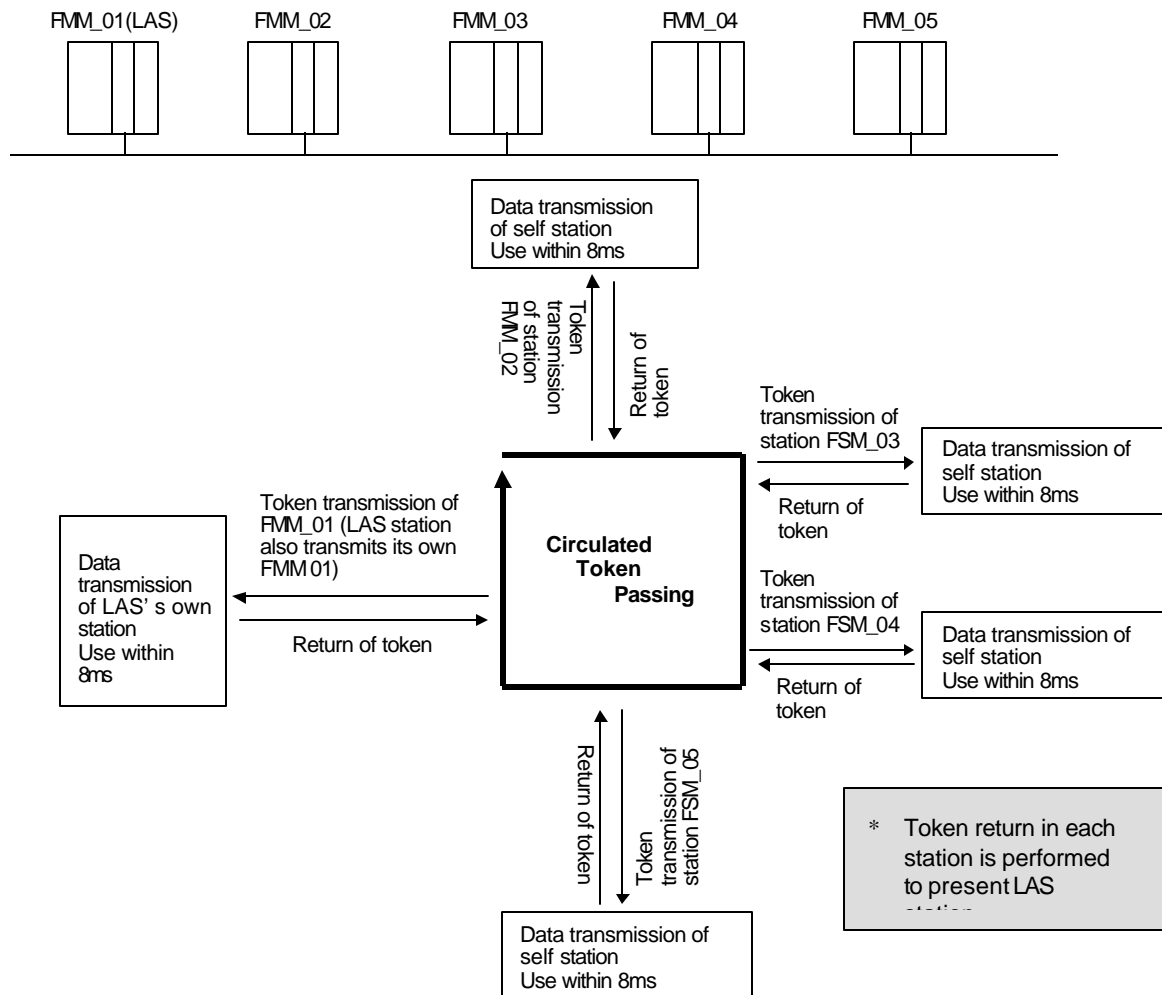 FMM_01(LAS)
FMM_02
FMM_03
FMM_04
FMM_05
Data transmission
of self station
Use within 8ms
Token
transmission
of station
FMM_02
Return of
token
Token
transmission of
station FSM_03
Return of
token
Data transmission of
self station
Use within 8ms
Token transmission of
FMM_01 (LAS station
also transmits its own
FMM 01)
Return of token
Data
transmission
of LAS’ s own
station
Use within
8ms
Circulated
Token
Passing
Token
transmission of
station FSM_04
Return of
token
Data transmission of
self station
Use within 8ms
Return of token
Token
transmission of
station FSM_05
Data transmission of
self station
Use within 8ms
* Token return in each
station is performed
to present LAS
station